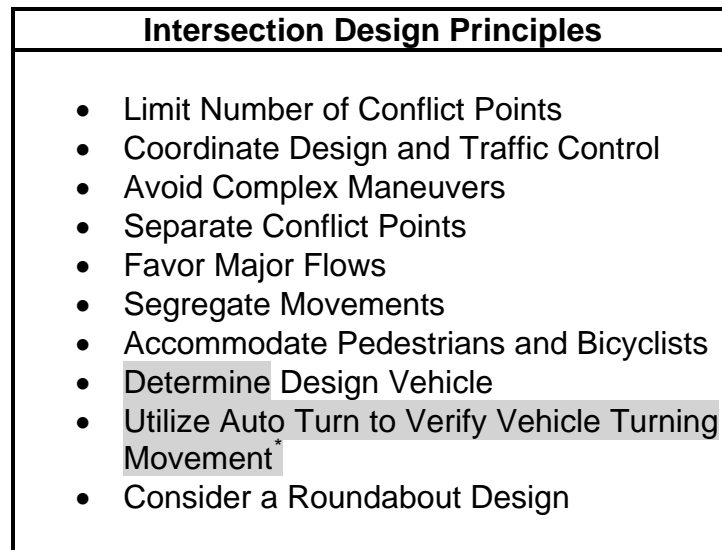 Intersection Design Principles
• Limit Number of Conflict Points
• Coordinate Design and Traffic Control
• Avoid Complex Maneuvers
• Separate Conflict Points
• Favor Major Flows
• Segregate Movements
• Accommodate Pedestrians and Bicyclists
• Determine Design Vehicle
• Utilize Auto Turn to Verify Vehicle Turning
Movement*
• Consider a Roundabout Design